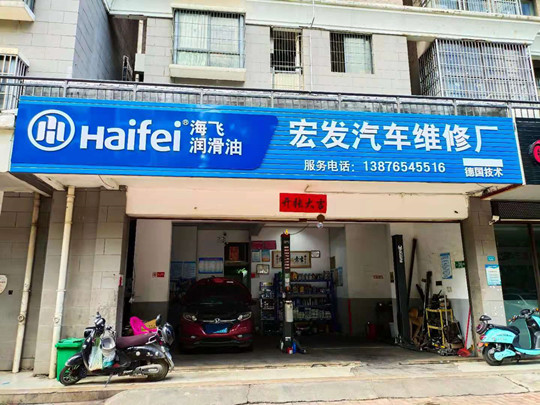 Haifei® 海飞
润滑油
宏发汽车维修厂
服务电话：13876545516
德国技术
开张大吉